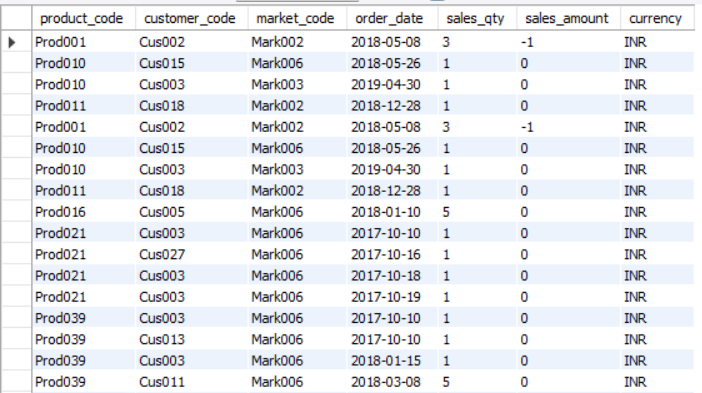 product_code customer_code market_code order_date sales_qty sales_amount currency
Prod001 Cus002 Mark002 2018-05-08 3 -1 INR
Prod010 Cus015 Mark006 2018-05-26 1 0 INR
Prod010 Cus003 Mark003 2019-04-30 1 0 INR
Prod011 Cus018 Mark002 2018-12-28 1 0 INR
Prod001 Cus002 Mark002 2018-05-08 3 -1 INR
Prod010 Cus015 Mark006 2018-05-26 1 0 INR
Prod010 Cus003 Mark003 2019-04-30 1 0 INR
Prod011 Cus018 Mark002 2018-12-28 1 0 INR
Prod016 Cus005 Mark006 2018-01-10 5 0 INR
Prod021 Cus003 Mark006 2017-10-10 1 0 INR
Prod021 Cus027 Mark006 2017-10-16 1 0 INR
Prod021 Cus003 Mark006 2017-10-18 1 0 INR
Prod021 Cus003 Mark006 2017-10-19 1 0 INR
Prod039 Cus003 Mark006 2017-10-10 1 0 INR
Prod039 Cus013 Mark006 2017-10-10 1 0 INR
Prod039 Cus003 Mark006 2018-01-15 1 0 INR
Prod039 Cus011 Mark006 2018-03-08 5 0 INR